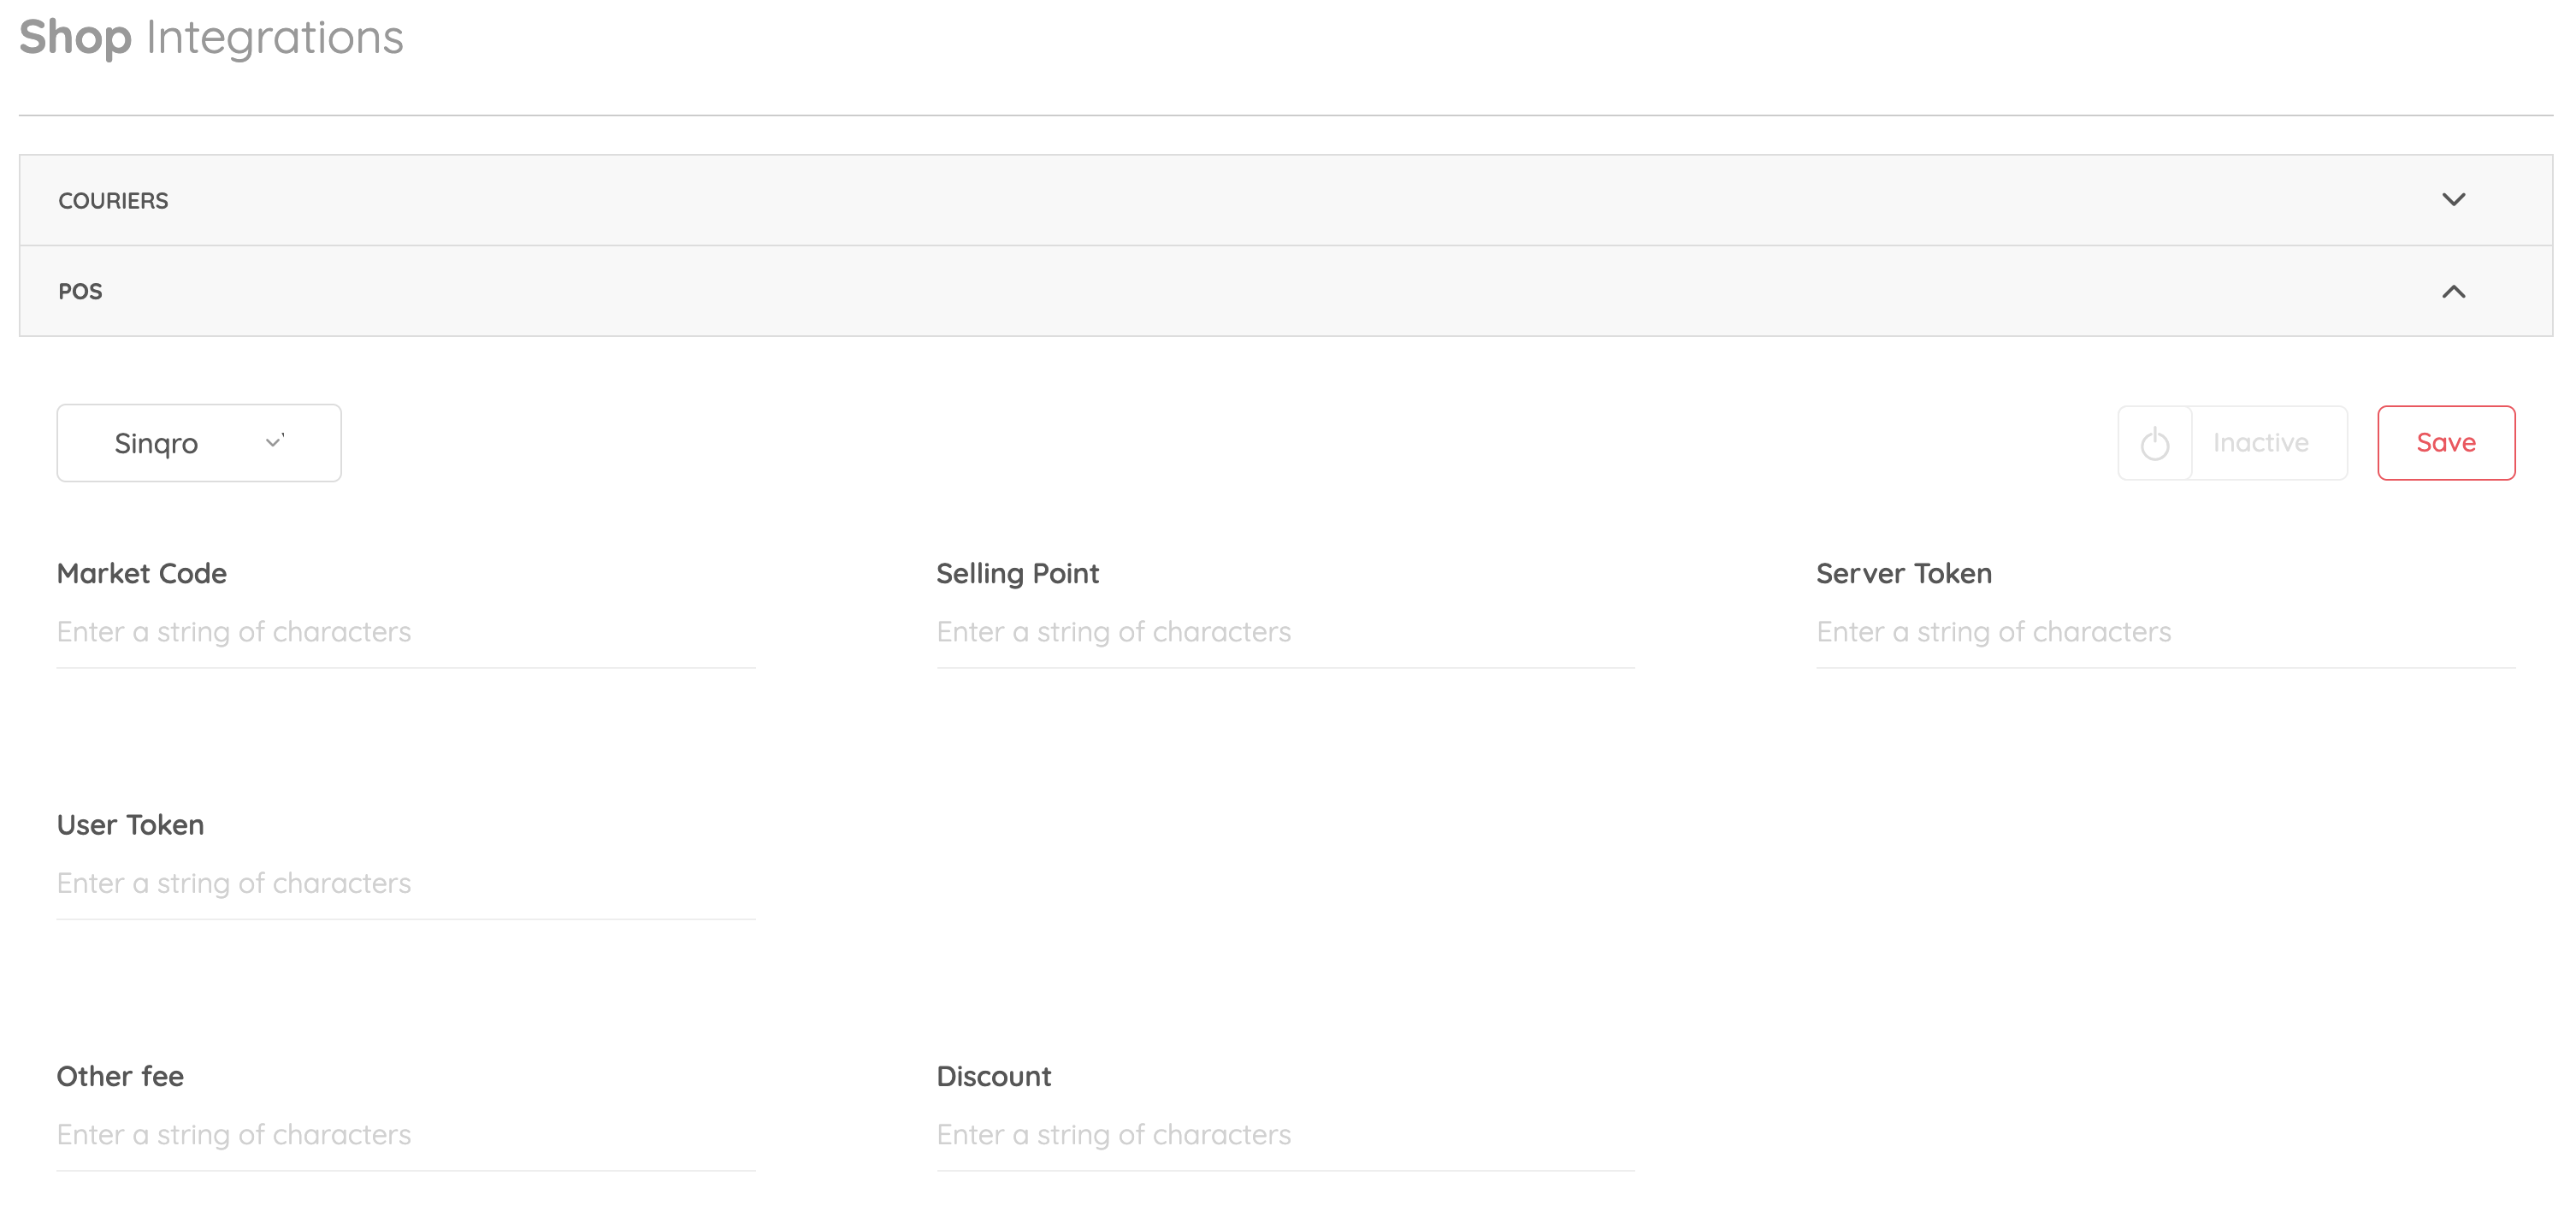 Shop Integrations
COURIERS
POS
Sinqro
Inactive
Save
Market Code
Selling Point
Server Token
Enter a string of characters
Enter a string of characters
Enter a string of characters
User Token
Enter a string of characters
Other fee
Discount
Enter a string of characters
Enter a string of characters